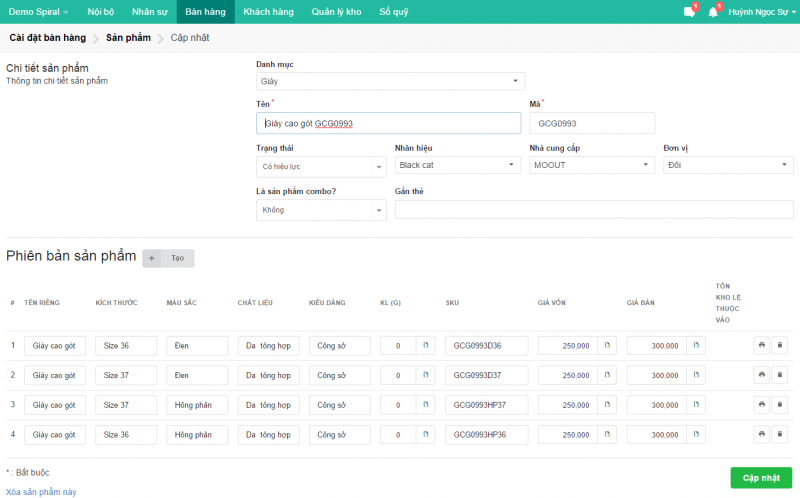 Demo Spiral Nội bộ Nhân sự Bán hàng Khách hàng Quản lý kho Sổ quỹ 1 1 Huỳnh Ngọc Sự
Cài đặt bán hàng Sản phẩm Cập nhật
Chi tiết sản phẩm
Thông tin chi tiết sản phẩm
Danh mục
Giày
Tên * Mã *
Giày cao gót GCG0993 GCG0993
Trạng thái Nhãn hiệu Nhà cung cấp Đơn vị
Có hiệu lực Black cat MOOUT Đôi
Là sản phẩm combo? Gắn thẻ
Không
Phiên bản sản phẩm + Tạo
# TÊN RIÊNG KÍCH THƯỚC MÀU SẮC CHẤT LIỆU KIỂU DÁNG KL (G) SKU GIÁ VỐN GIÁ BÁN TỒN KHO LỆ THUỘC VÀO
1 Giày cao gót Size 36 Đen Da tổng hợp Công sở 0 GCG0993D36 250,000 300,000
2 Giày cao gót Size 37 Đen Da tổng hợp Công sở 0 GCG0993D37 250,000 300,000
3 Giày cao gót Size 37 Hồng phấn Da tổng hợp Công sở 0 GCG0993HP37 250,000 300,000
4 Giày cao gót Size 36 Hồng phấn Da tổng hợp Công sở 0 GCG0993HP36 250,000 300,000
* : Bắt buộc
Xóa sản phẩm này
Cập nhật